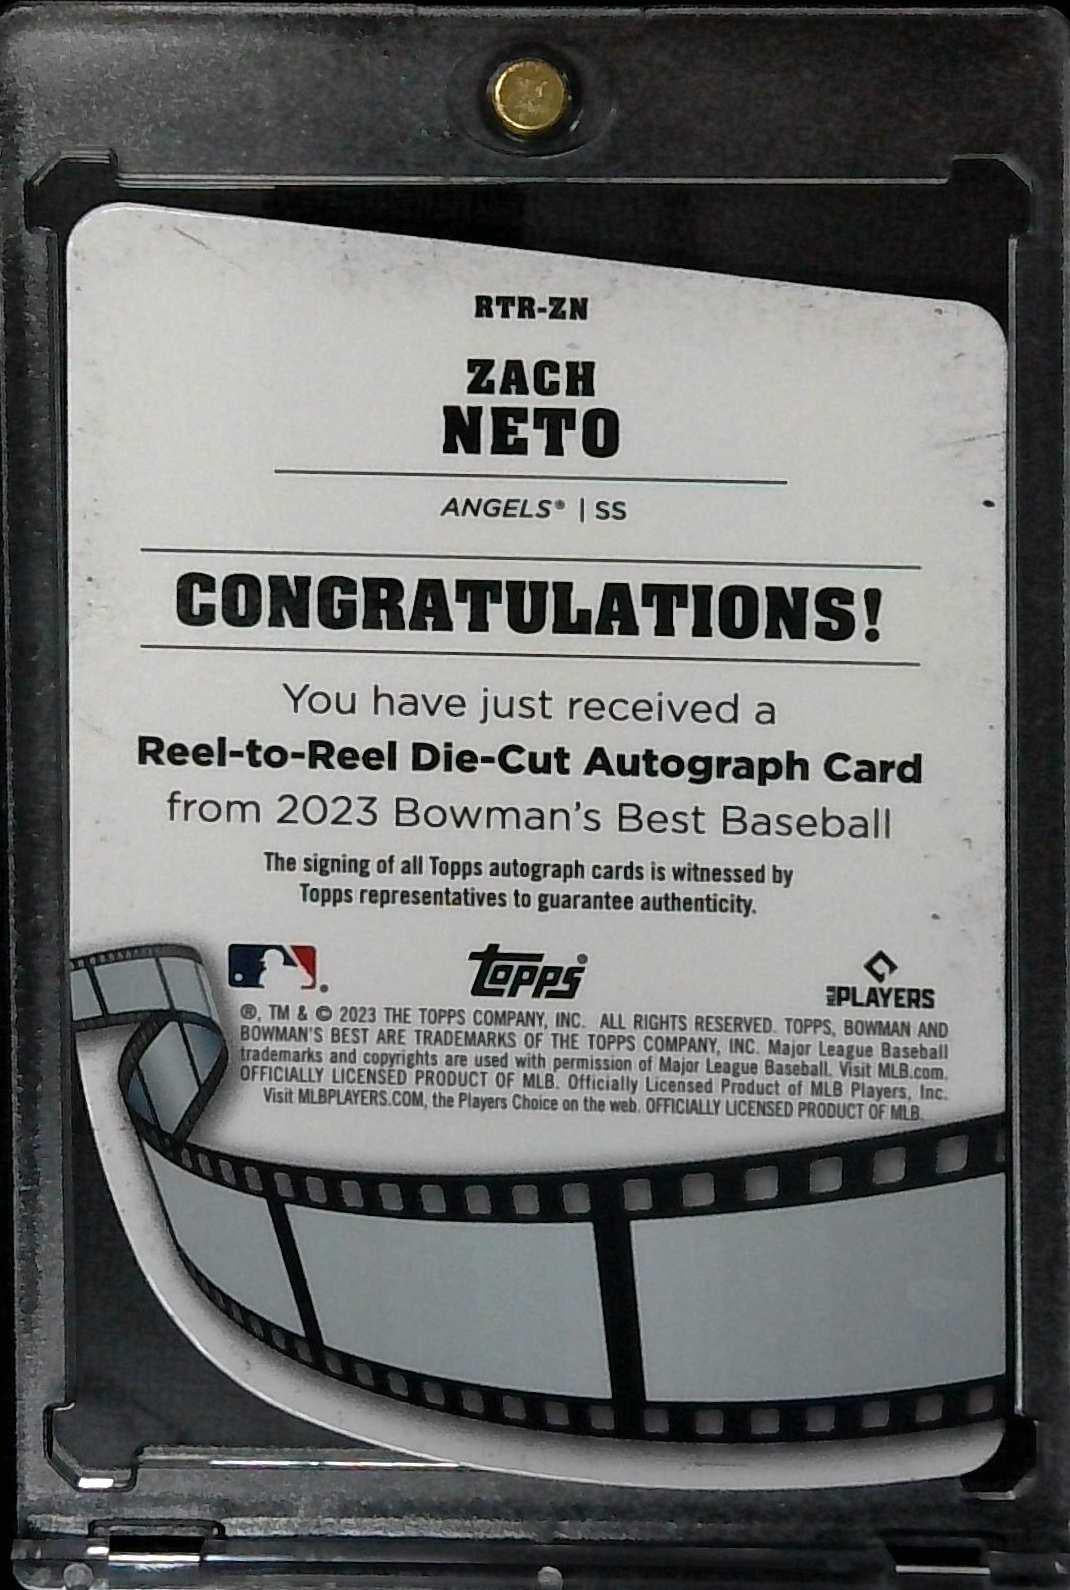 RTR-ZN
ZACH
NETO
ANGELS® | SS
CONGRATULATIONS!
You have just received a
Reel-to-Reel Die-Cut Autograph Card
from 2023 Bowman's Best Baseball
The signing of all Topps autograph cards is witnessed by
Topps representatives to guarantee authenticity.
topps
PLAYERS
®, TM & © 2023 THE TOPPS COMPANY, INC. ALL RIGHTS RESERVED. TOPPS, BOWMAN AND
BOWMAN'S BEST ARE TRADEMARKS OF THE TOPPS COMPANY, INC. Major League Baseball
trademarks and copyrights are used with permission of Major League Baseball. Visit MLB.com.
OFFICIALLY LICENSED PRODUCT OF MLB. Officially Licensed Product of MLB Players, Inc.
Visit MLBPLAYERS.COM, the Players Choice on the web. OFFICIALLY LICENSED PRODUCT OF MLB.